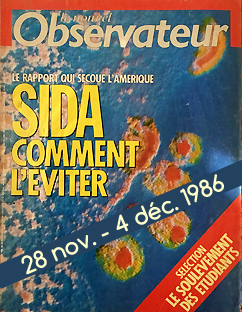 le nouvel
Observateur
LE RAPPORT QUI SECOUE L'AMERIQUE
SIDA
COMMENT
L'EVITER
28 nov. - 4 déc. 1986
SELECTION
LE SOULEVEMENT
DES ETUDIANTS